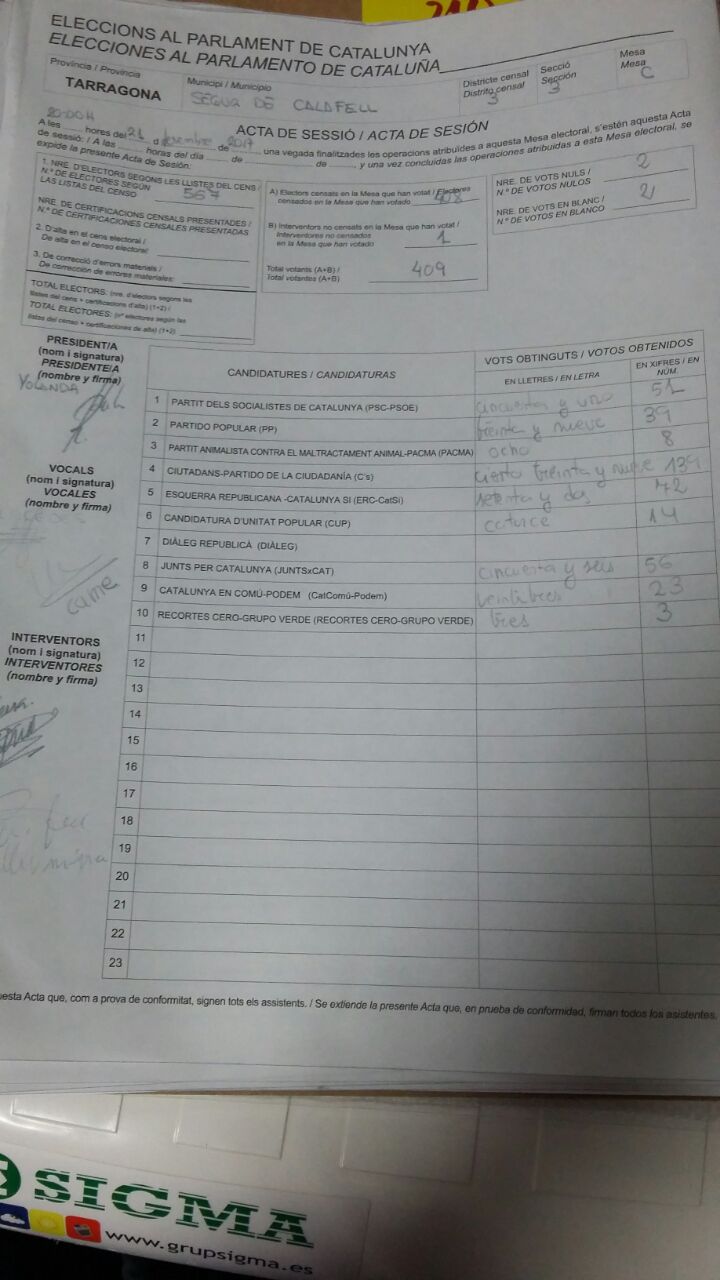 ELECCIONS AL PARLAMENT DE CATALUNYA
ELECCIONES AL PARLAMENTO DE CATALUÑA
Província / Provincia
TARRAGONA
Municipi / Municipio
SEGUR DE CALAFELL
Districte censal
Distrito censal
3
Secció
Sección
3
Mesa
Mesa
C
ACTA DE SESSIÓ / ACTA DE SESIÓN
20:00H
A les hores del 21 d desembre de 2017, una vegada finalitzades les operacions atribuïdes a aquesta Mesa electoral, s'estén aquesta Acta
de sessió: / A las horas del día de de , y una vez concluidas las operaciones atribuidas a esta Mesa electoral, se
expide la presente Acta de Sesión:
1. NRE. D'ELECTORS SEGONS LES LLISTES DEL CENS /
N.º DE ELECTORES SEGÚN
LAS LISTAS DEL CENSO 567
NRE. DE CERTIFICACIONS CENSALS PRESENTADES /
N.º DE CERTIFICACIONES CENSALES PRESENTADAS
2. D'alta en el cens electoral /
De alta en el censo electoral:
3. De correcció d'errors materials /
De corrección de errores materiales:
TOTAL ELECTORS: (nre. d'electors segons les
llistes del cens + certificacions d'alta) (1+2) /
TOTAL ELECTORES: (nº electores según las
listas del censo + certificaciones de alta) (1+2)
A) Electors censats en la Mesa que han votat / Electores
censados en la Mesa que han votado 408
B) Interventors no censats en la Mesa que han votat /
Interventores no censados
en la Mesa que han votado 1
Total votants (A+B) /
Total votantes (A+B) 409
NRE. DE VOTS NULS /
N º DE VOTOS NULOS 2
NRE. DE VOTS EN BLANC /
N º DE VOTOS EN BLANCO 2
PRESIDENT/A
(nom i signatura)
PRESIDENTE/A
(nombre y firma)
YOLANDA
VOCALS
(nom i signatura)
VOCALES
(nombre y firma)
INTERVENTORS
(nom i signatura)
INTERVENTORES
(nombre y firma)
CANDIDATURES / CANDIDATURAS
VOTS OBTINGUTS / VOTOS OBTENIDOS
EN LLETRES / EN LETRA
EN XIFRES / EN NÚM.
1 PARTIT DELS SOCIALISTES DE CATALUNYA (PSC-PSOE) cincuenta y uno 51
2 PARTIDO POPULAR (PP) treinta y nueve 39
3 PARTIT ANIMALISTA CONTRA EL MALTRACTAMENT ANIMAL-PACMA (PACMA) ocho 8
4 CIUTADANS-PARTIDO DE LA CIUDADANÍA (C's) ciento treinta y nueve 139
5 ESQUERRA REPUBLICANA -CATALUNYA SI (ERC-CatSí) setenta y dos 72
6 CANDIDATURA D'UNITAT POPULAR (CUP) catorce 14
7 DIÀLEG REPUBLICÀ (DIÀLEG)
8 JUNTS PER CATALUNYA (JUNTSxCAT) cincuenta y seis 56
9 CATALUNYA EN COMÚ-PODEM (CatComú-Podem) veintitres 23
10 RECORTES CERO-GRUPO VERDE (RECORTES CERO-GRUPO VERDE) tres 3
11
12
13
14
15
16
17
18
19
20
21
22
23
uesta Acta que, com a prova de conformitat, signen tots els assistents. / Se extiende la presente Acta que, en prueba de conformidad, firman todos los asistentes,
SIGMA
www.grupsigma.es